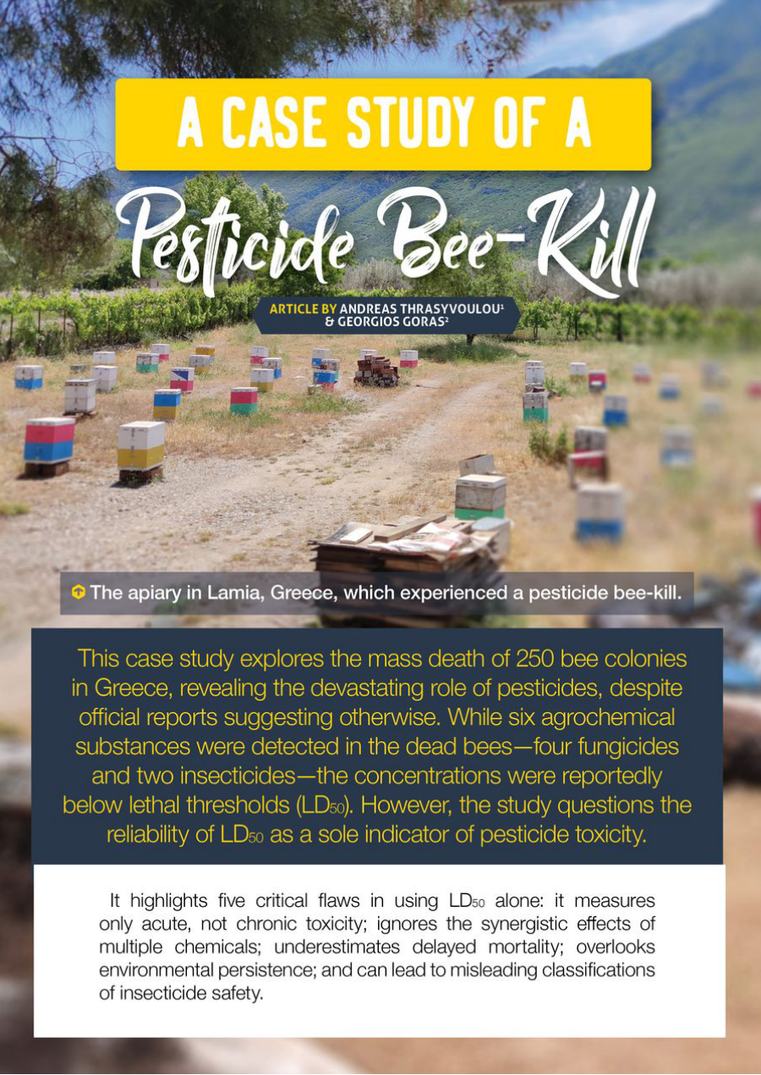 A CASE STUDY OF A
Pesticide Bee-Kill
ARTICLE BY ANDREAS THRASYVOULOU¹
& GEORGIOS GORAS²
The apiary in Lamia, Greece, which experienced a pesticide bee-kill.
This case study explores the mass death of 250 bee colonies
in Greece, revealing the devastating role of pesticides, despite
official reports suggesting otherwise. While six agrochemical
substances were detected in the dead bees—four fungicides
and two insecticides—the concentrations were reportedly
below lethal thresholds (LD₅₀). However, the study questions the
reliability of LD₅₀ as a sole indicator of pesticide toxicity.
It highlights five critical flaws in using LD₅₀ alone: it measures
only acute, not chronic toxicity; ignores the synergistic effects of
multiple chemicals; underestimates delayed mortality; overlooks
environmental persistence; and can lead to misleading classifications
of insecticide safety.